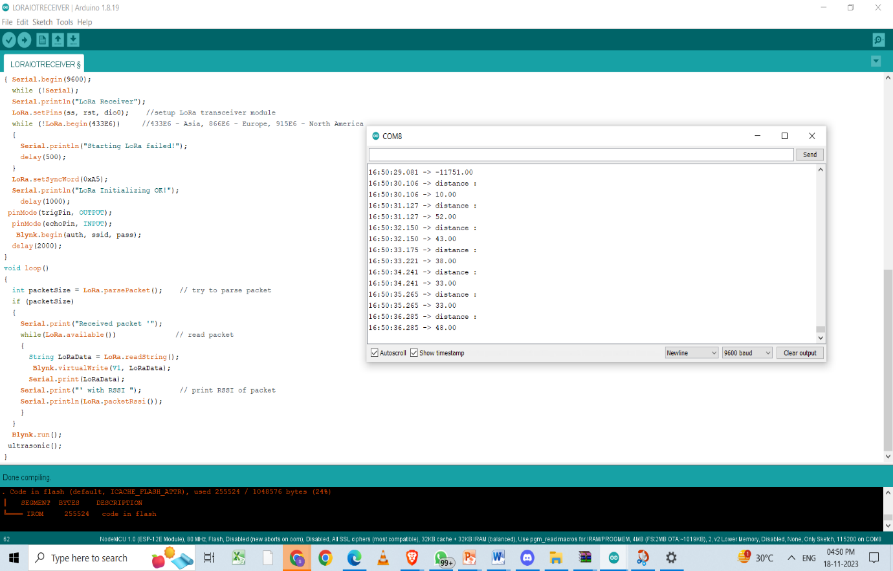 LORAIOTRECEIVER | Arduino 1.8.19
File Edit Sketch Tools Help
LORAIOTRECEIVER §
{ Serial.begin(9600);
while (!Serial);
Serial.println("LoRa Receiver");
LoRa.setPins(ss, rst, dio0); //setup LoRa transceiver module
while (!LoRa.begin(433E6)) //433E6 - Asia, 866E6 - Europe, 915E6 - North America
{
Serial.println("Starting LoRa failed!");
delay(500);
}
LoRa.setSyncWord(0xA5);
Serial.println("LoRa Initializing OK!");
delay(1000);
pinMode(trigPin, OUTPUT);
pinMode(echoPin, INPUT);
Blynk.begin(auth, ssid, pass);
delay(2000);
}
void loop()
{
int packetSize = LoRa.parsePacket(); // try to parse packet
if (packetSize)
{
Serial.print("Received packet '");
while(LoRa.available()) // read packet
{
String LoRaData = LoRa.readString();
Blynk.virtualWrite(V1, LoRaData);
Serial.print(LoRaData);
Serial.print("' with RSSI "); // print RSSI of packet
Serial.println(LoRa.packetRssi());
}
}
Blynk.run();
ultrasonic();
}
COM8
Send
16:50:29.081 -> -11751.00
16:50:30.106 -> distance :
16:50:30.106 -> 10.00
16:50:31.127 -> distance :
16:50:31.127 -> 52.00
16:50:32.150 -> distance :
16:50:32.150 -> 43.00
16:50:33.175 -> distance :
16:50:33.221 -> 38.00
16:50:34.241 -> distance :
16:50:34.241 -> 33.00
16:50:35.265 -> distance :
16:50:35.265 -> 33.00
16:50:36.285 -> distance :
16:50:36.285 -> 48.00
Autoscroll Show timestamp Newline 9600 baud Clear output
Done compiling.
. Code in flash (default, ICACHE_FLASH_ATTR), used 255524 / 1048576 bytes (24%)
SEGMENT BYTES DESCRIPTION
IROM 255524 code in flash
62 NodeMCU 1.0 (ESP-12E Module), 80 MHz, Flash, Disabled (new aborts on oom), Disabled, All SSL ciphers (most compatible), 32KB cache + 32KB IRAM (balanced), Use pgm_read macros for IRAM/PROGMEM, 4MB (FS:2MB OTA:~1019KB), 2, v2 Lower Memory, Disabled, None, Only Sketch, 115200 on COM8
Type here to search 99+ 30°C ENG 04:50 PM
18-11-2023